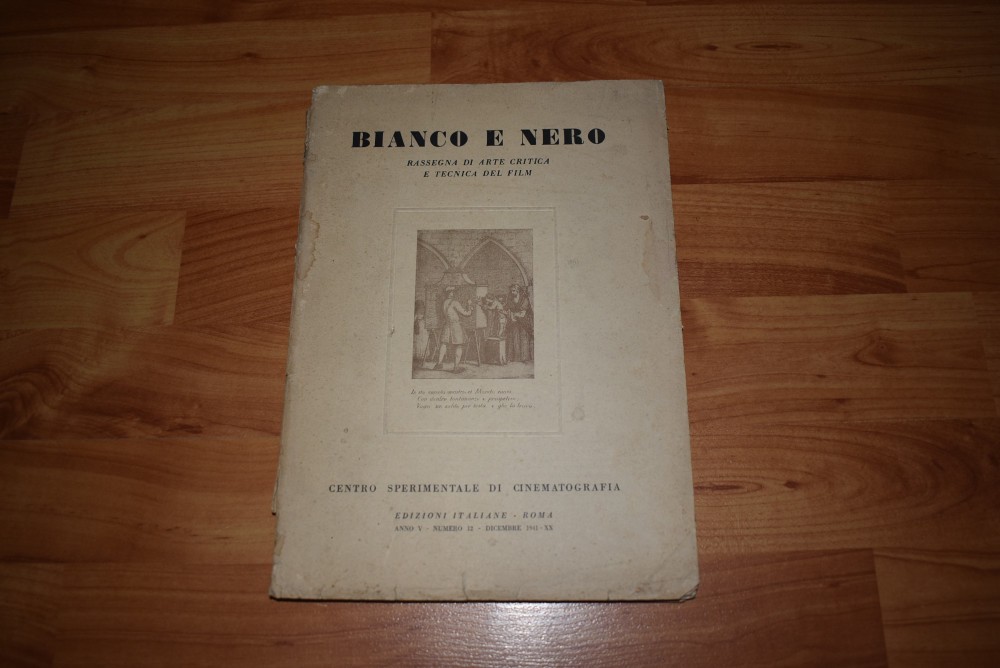 BIANCO E NERO
RASSEGNA DI ARTE CRITICA
E TECNICA DEL FILM
CENTRO SPERIMENTALE DI CINEMATOGRAFIA
EDIZIONI ITALIANE - ROMA
ANNO V - NUMERO 12 - DICEMBRE 1941 - XX